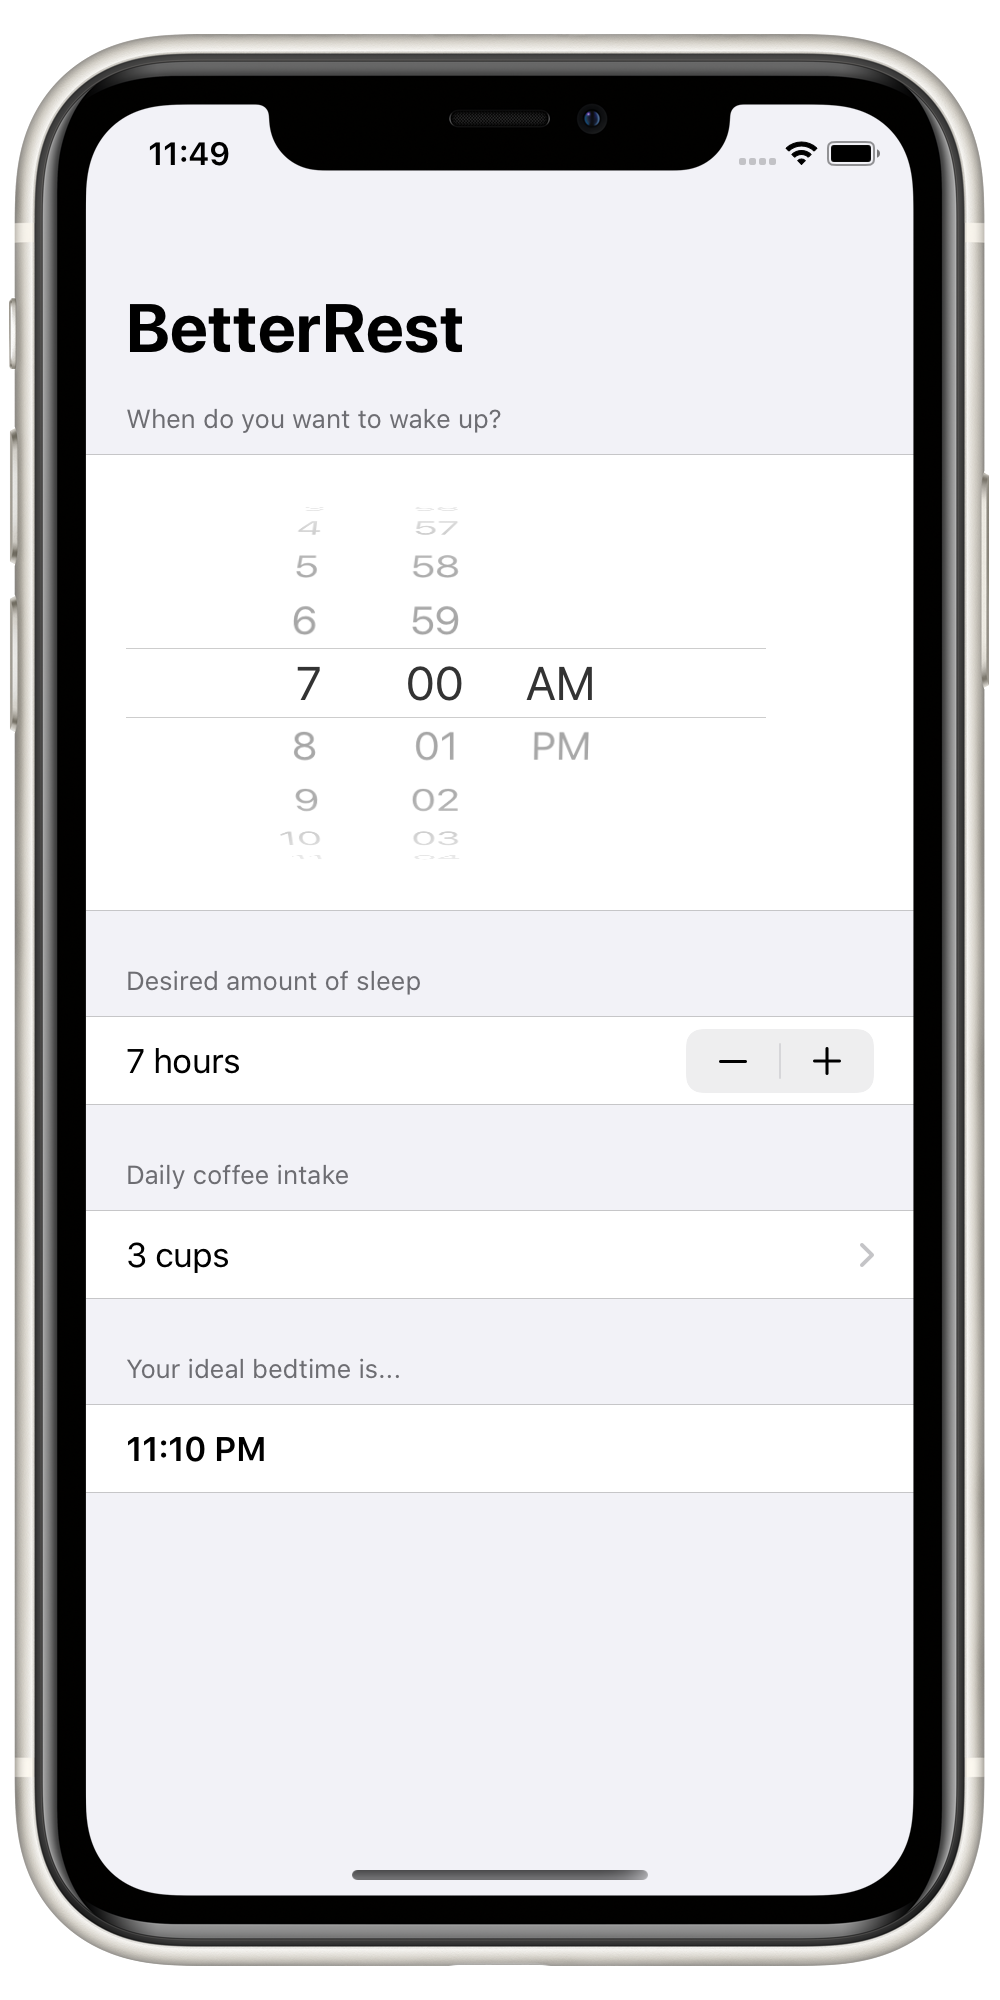 11:49
BetterRest
When do you want to wake up?
4 57
5 58
6 59
7 00 AM
8 01 PM
9 02
10 03
Desired amount of sleep
7 hours
Daily coffee intake
3 cups
Your ideal bedtime is...
11:10 PM